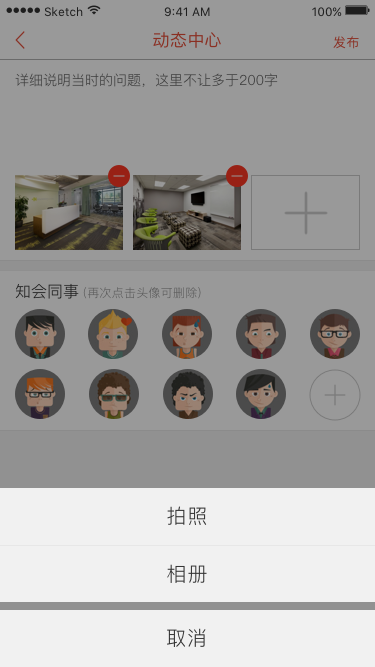 Sketch 9:41 AM 100%
动态中心 发布
详细说明当时的问题，这里不让多于200字
知会同事 (再次点击头像可删除)
拍照
相册
取消